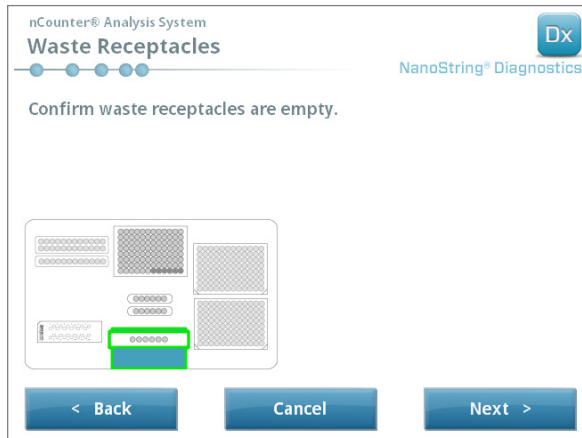 nCounter® Analysis System
Waste Receptacles
Dx
NanoString® Diagnostics
Confirm waste receptacles are empty.
< Back
Cancel
Next >